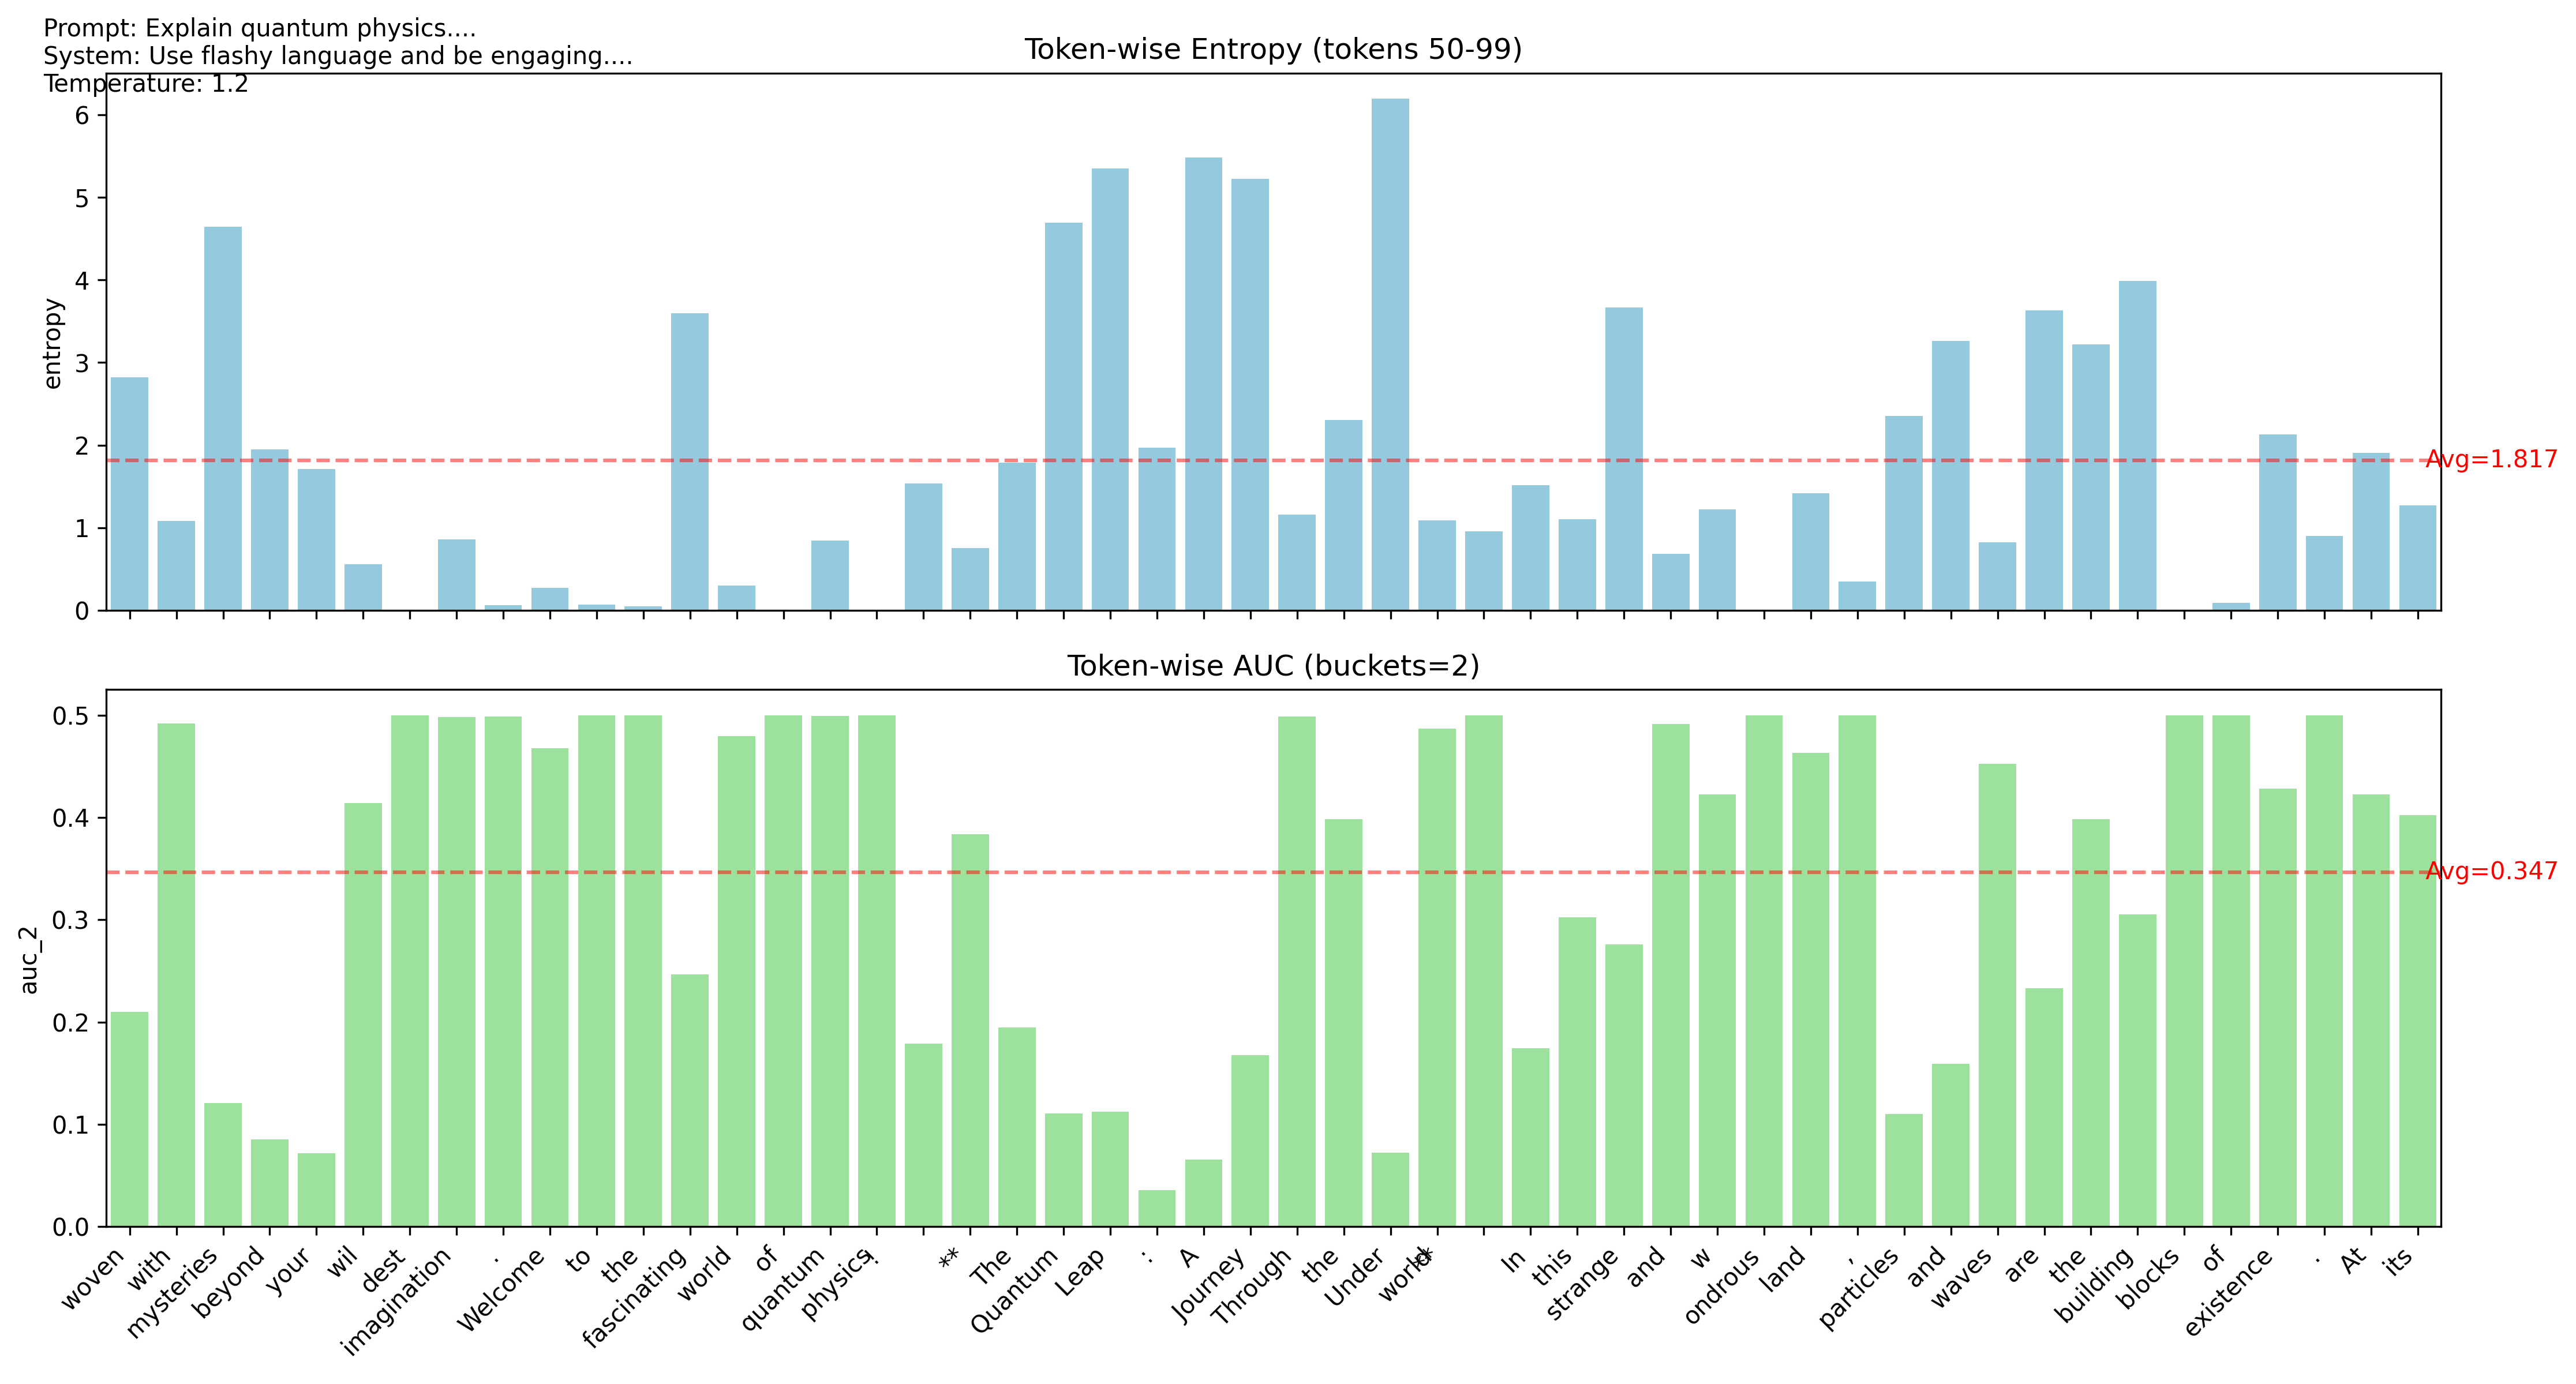 Prompt: Explain quantum physics....
System: Use flashy language and be engaging....
Temperature: 1.2
Token-wise Entropy (tokens 50-99)
entropy
6
5
4
3
2
1
0
Avg=1.817
Token-wise AUC (buckets=2)
auc_2
0.5
0.4
0.3
0.2
0.1
0.0
Avg=0.347
woven
with
mysteries
beyond
your
wil
dest
imagination
.
Welcome
to
the
fascinating
world
of
quantum
physics
!
**
The
Quantum
Leap
:
A
Journey
Through
the
Under
world
**
In
this
strange
and
w
ondrous
land
,
particles
and
waves
are
the
building
blocks
of
existence
.
At
its